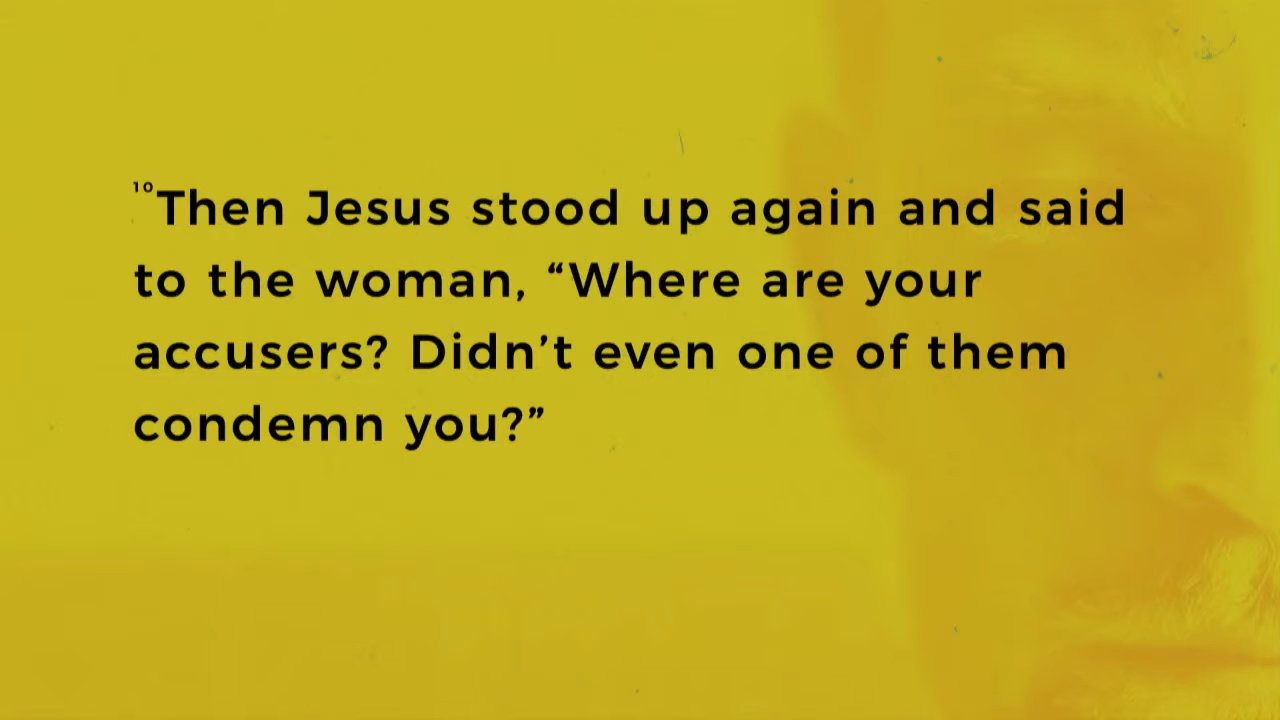 ¹⁰Then Jesus stood up again and said
to the woman, “Where are your
accusers? Didn’t even one of them
condemn you?”